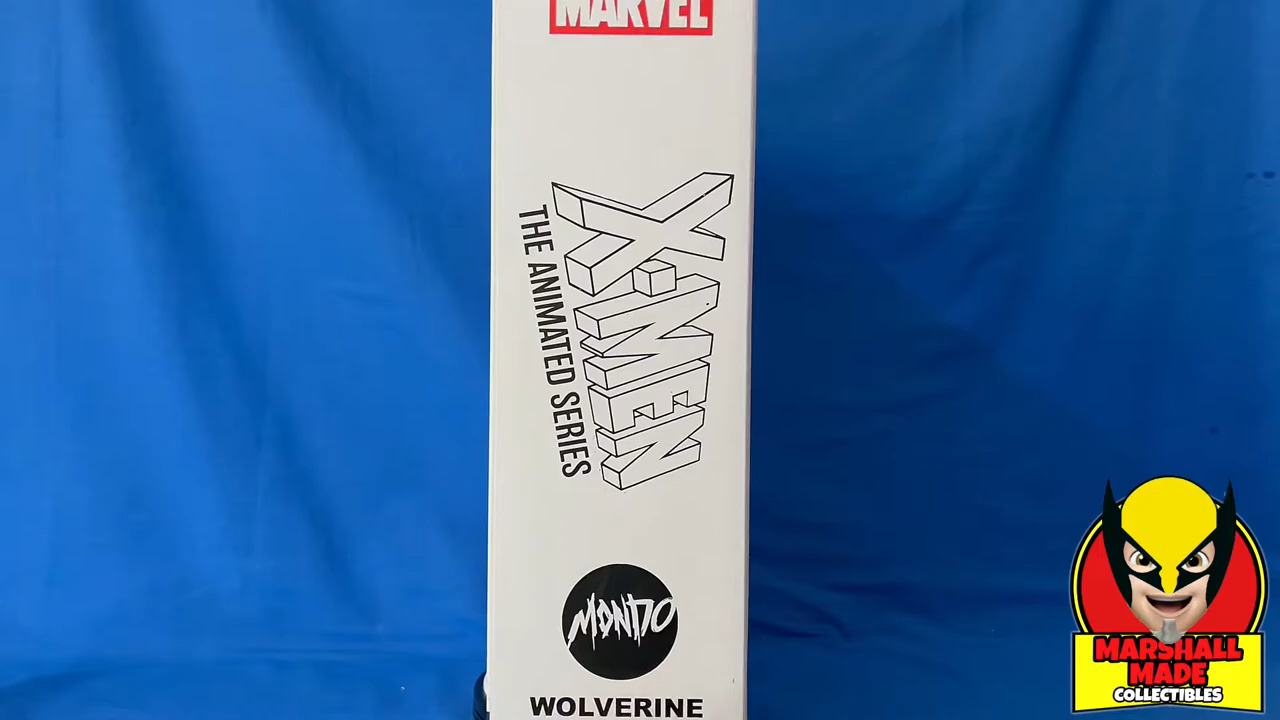 MARVEL
X·MEN
THE ANIMATED SERIES
MONDO
WOLVERINE
MARSHALL
MADE
COLLECTIBLES